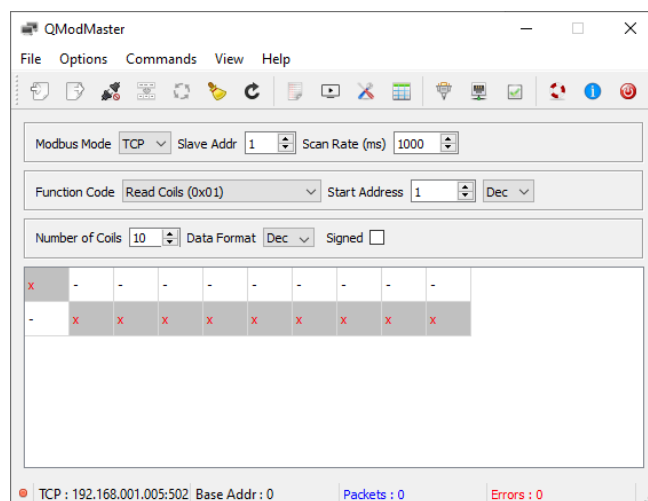 QModMaster
File Options Commands View Help
Modbus Mode TCP Slave Addr 1 Scan Rate (ms) 1000
Function Code Read Coils (0x01) Start Address 1 Dec
Number of Coils 10 Data Format Dec Signed
x - - - - - - - - -
- x x x x x x x x x
TCP : 192.168.001.005:502 Base Addr : 0 Packets : 0 Errors : 0